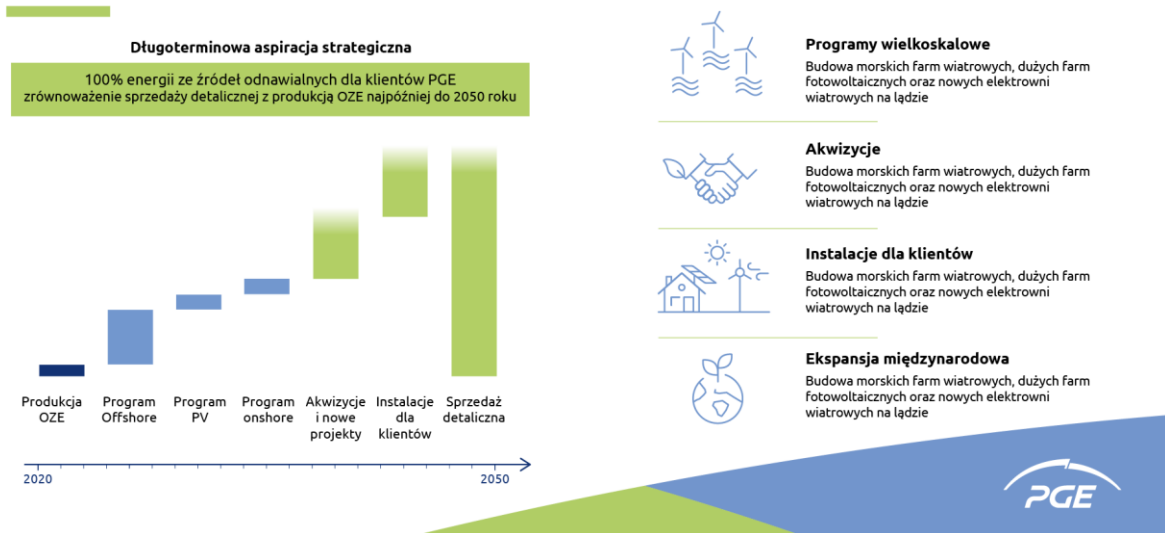 Długoterminowa aspiracja strategiczna
100% energii ze źródeł odnawialnych dla klientów PGE
zrównoważenie sprzedaży detalicznej z produkcją OZE najpóźniej do 2050 roku
Produkcja
OZE
Program
Offshore
Program
PV
Program
onshore
Akwizycje
i nowe
projekty
Instalacje
dla
klientów
Sprzedaż
detaliczna
2020
2050
Programy wielkoskalowe
Budowa morskich farm wiatrowych, dużych farm
fotowoltaicznych oraz nowych elektrowni
wiatrowych na lądzie
Akwizycje
Budowa morskich farm wiatrowych, dużych farm
fotowoltaicznych oraz nowych elektrowni
wiatrowych na lądzie
Instalacje dla klientów
Budowa morskich farm wiatrowych, dużych farm
fotowoltaicznych oraz nowych elektrowni
wiatrowych na lądzie
Ekspansja międzynarodowa
Budowa morskich farm wiatrowych, dużych farm
fotowoltaicznych oraz nowych elektrowni
wiatrowych na lądzie
PGE